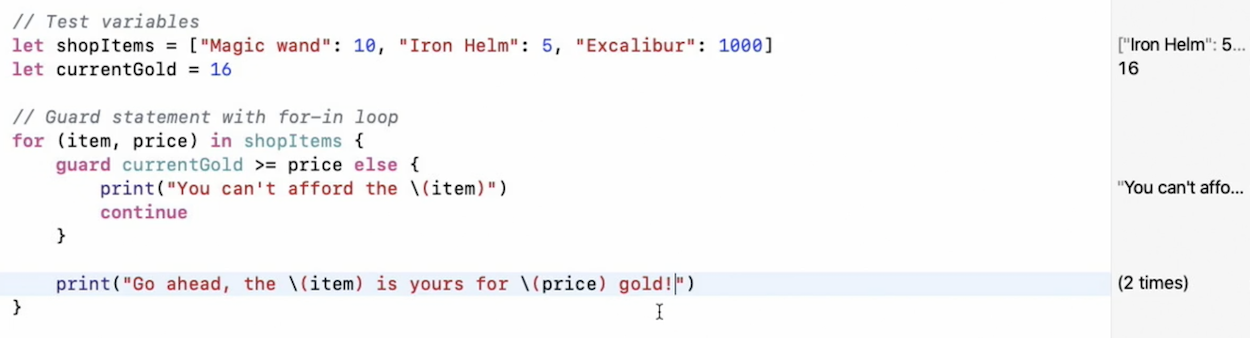 // Test variables
let shopItems = ["Magic wand": 10, "Iron Helm": 5, "Excalibur": 1000]
["Iron Helm": 5...
let currentGold = 16
16
// Guard statement with for-in loop
for (item, price) in shopItems {
    guard currentGold >= price else {
        print("You can't afford the \(item)")
"You can't affo...
        continue
    }
    print("Go ahead, the \(item) is yours for \(price) gold!")
(2 times)
}